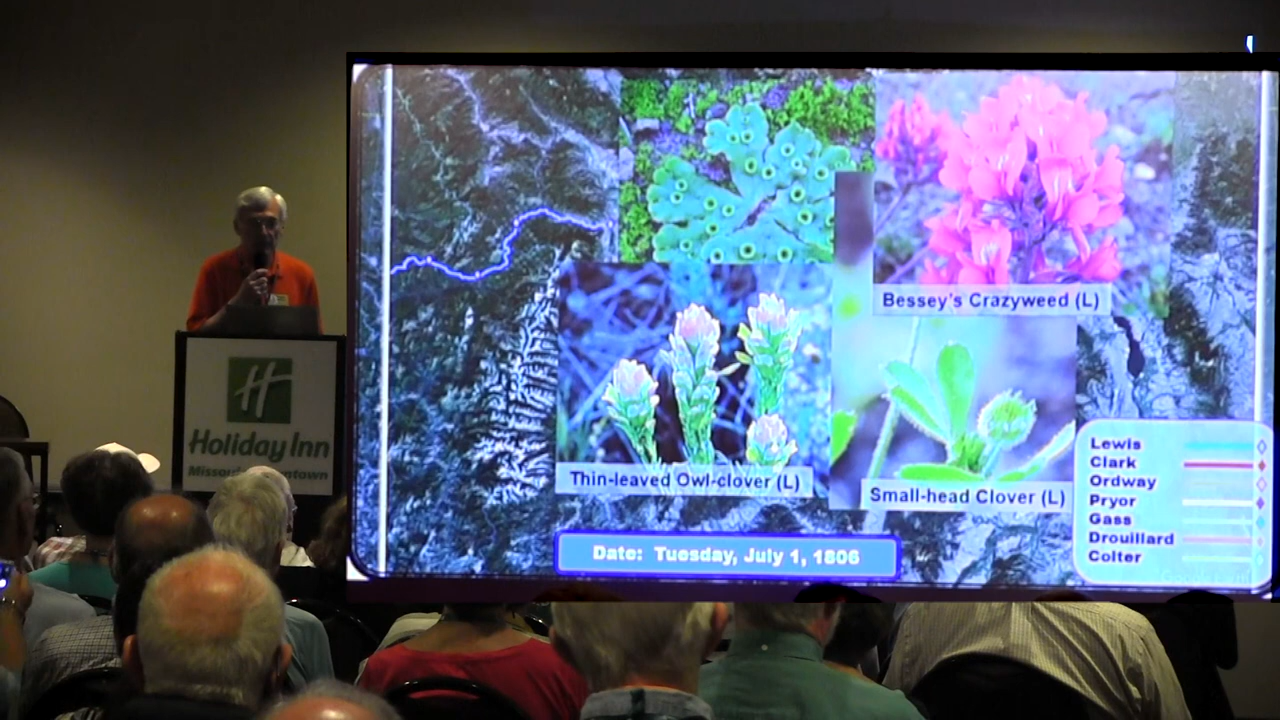 Bessey's Crazyweed (L)
Thin-leaved Owl-clover (L)
Small-head Clover (L)
Date: Tuesday, July 1, 1806
Lewis
Clark
Ordway
Pryor
Gass
Drouillard
Colter
H
Holiday Inn